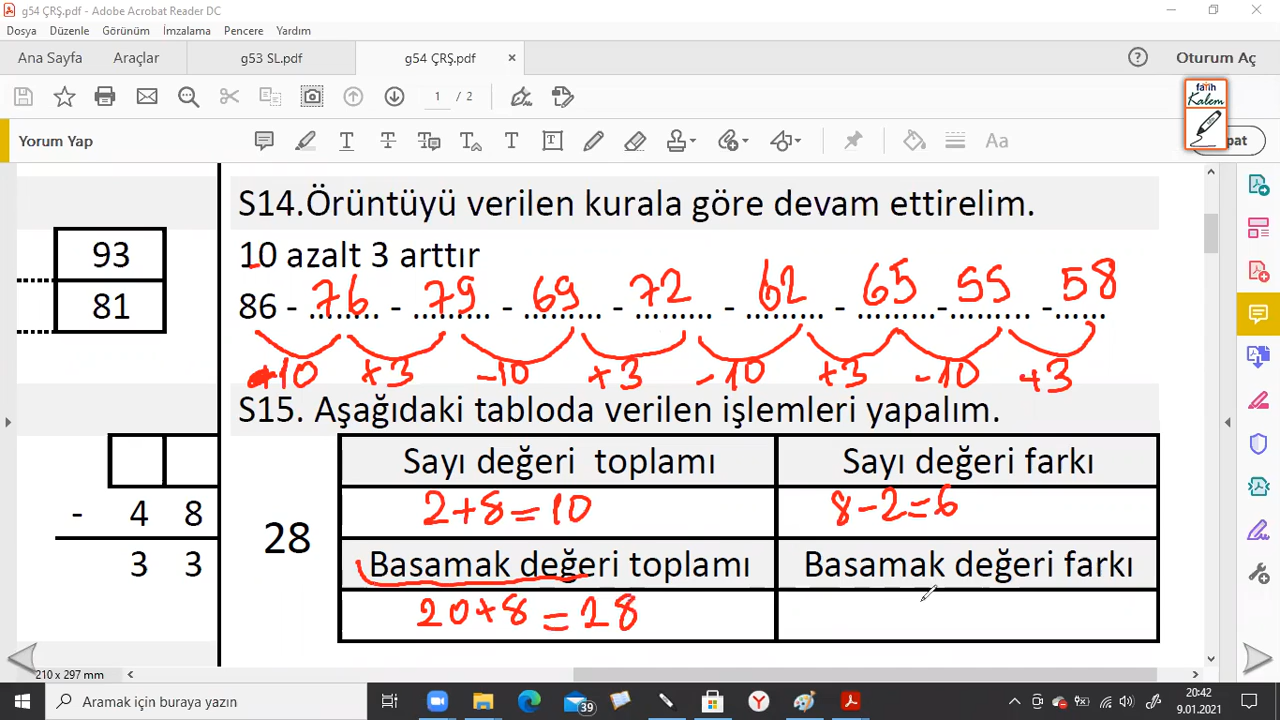 g54 ÇRŞ.pdf - Adobe Acrobat Reader DC
Dosya Düzenle Görünüm İmzalama Pencere Yardım
Ana Sayfa Araçlar g53 SL.pdf g54 ÇRŞ.pdf × Oturum Aç
1 / 2
fatih
Kalem
Yorum Yap
pat
S14.Örüntüyü verilen kurala göre devam ettirelim.
10 azalt 3 arttır
93
81
86 - 76 - 79 - 69 - 72 - 62 - 65 - 55 - 58
-10 +3 -10 +3 -10 +3 -10 +3
S15. Aşağıdaki tabloda verilen işlemleri yapalım.
Sayı değeri toplamı Sayı değeri farkı
2+8=10 8-2=6
- 4 8
3 3
28
Basamak değeri toplamı Basamak değeri farkı
20+8=28
210 x 297 mm
Aramak için buraya yazın
39
20:42
9.01.2021